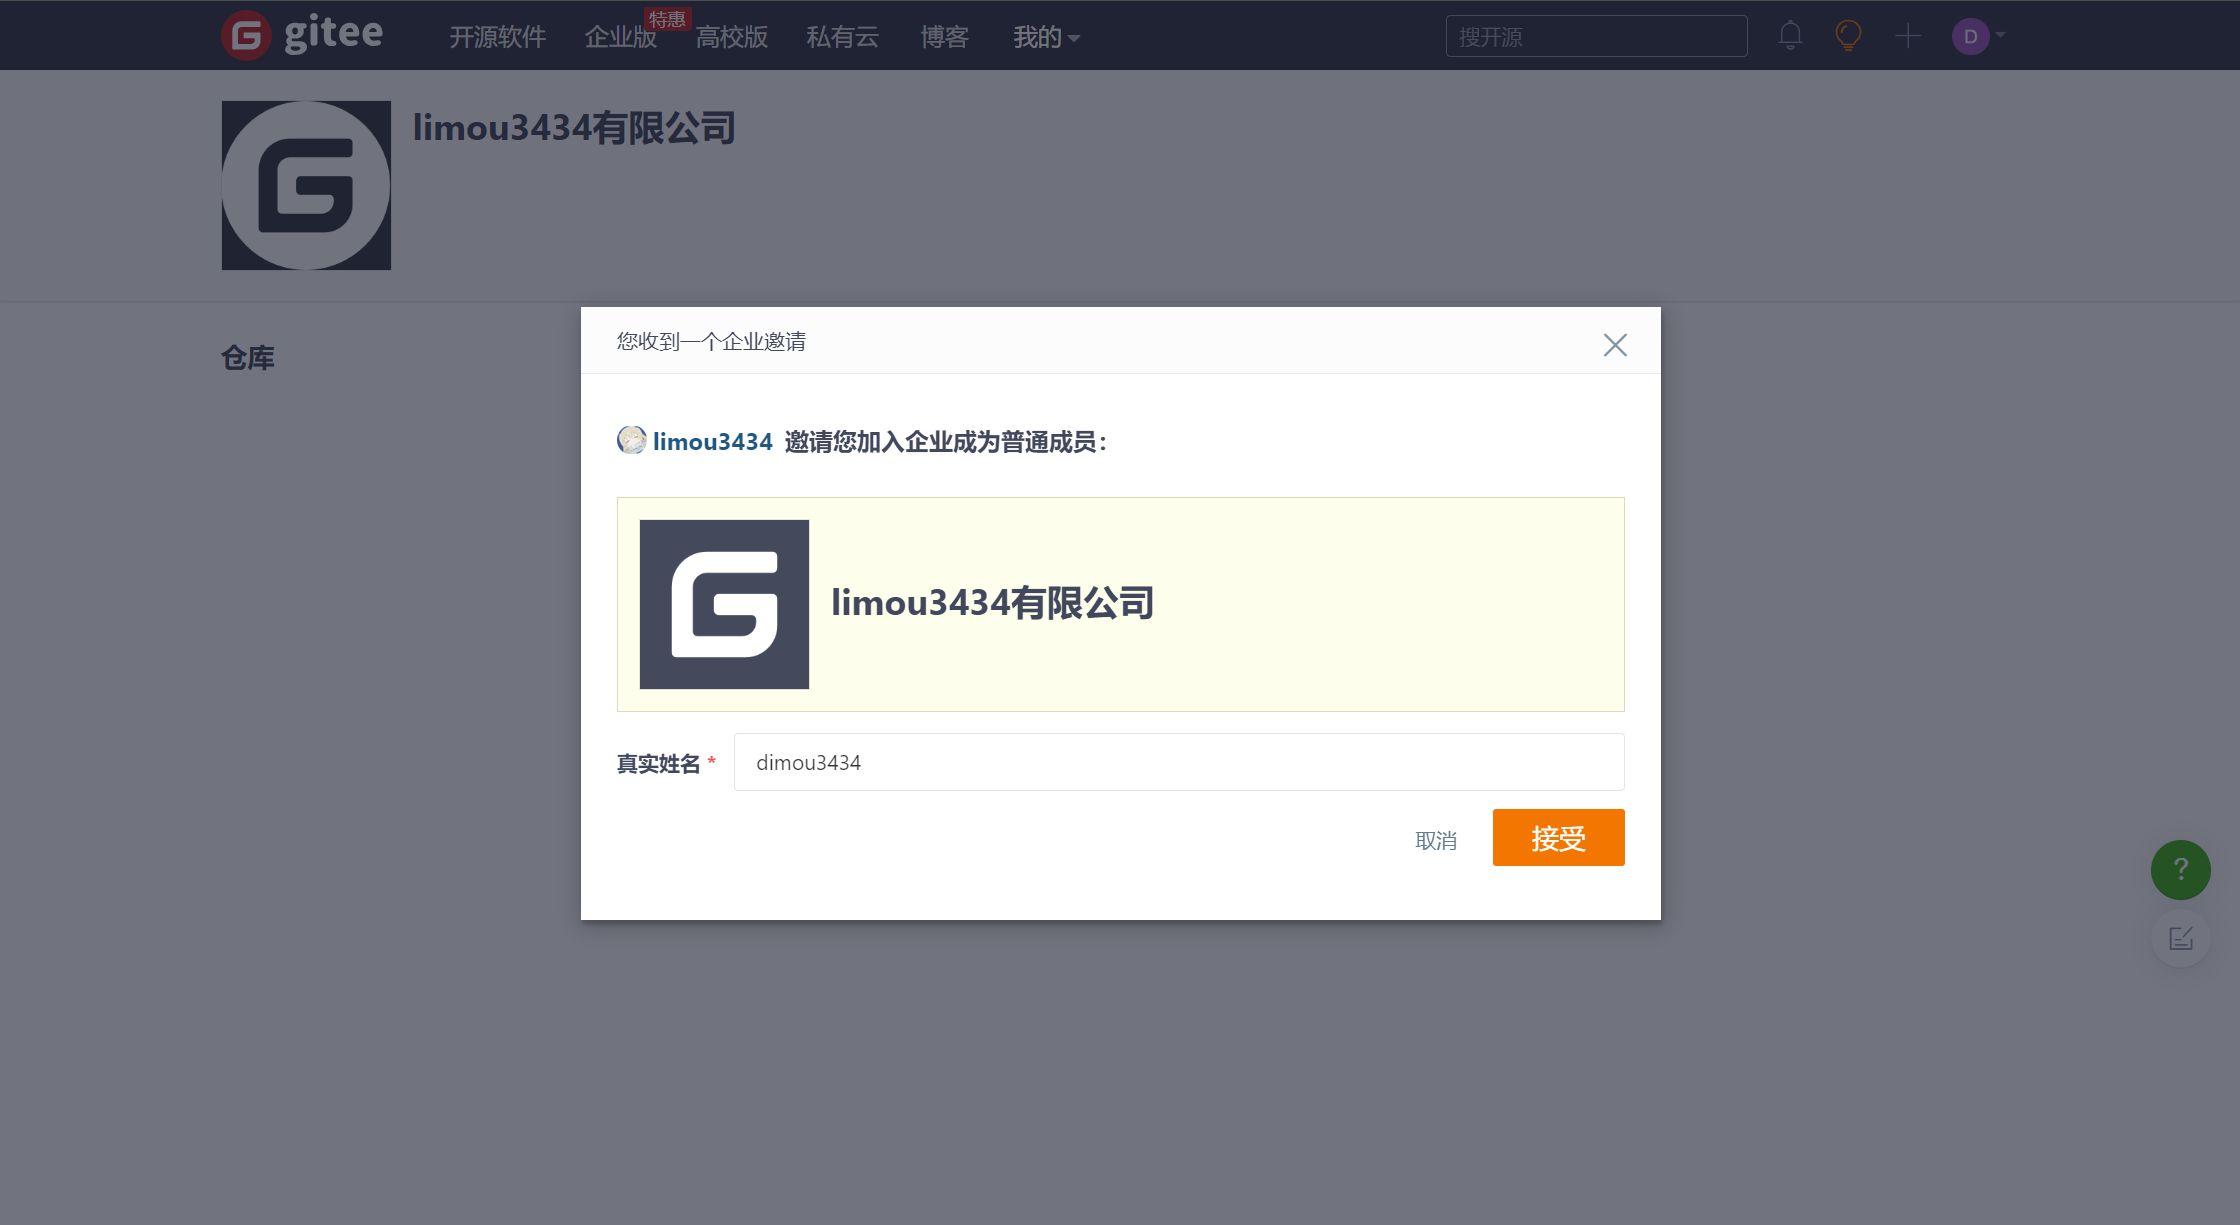 gitee 开源软件 企业版 特惠 高校版 私有云 博客 我的 搜开源 D
limou3434有限公司
仓库
您收到一个企业邀请
limou3434 邀请您加入企业成为普通成员：
limou3434有限公司
真实姓名 * dimou3434
取消 接受
?